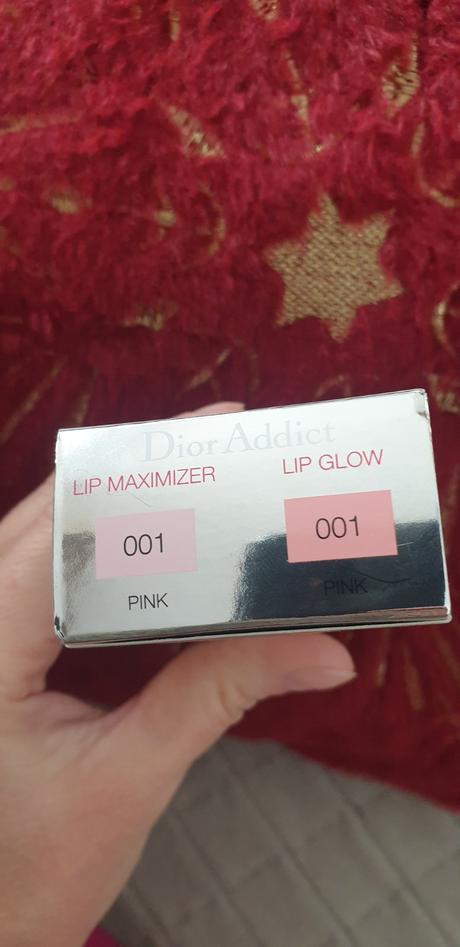 Dior Addict
LIP MAXIMIZER
001
PINK
LIP GLOW
001
PINK